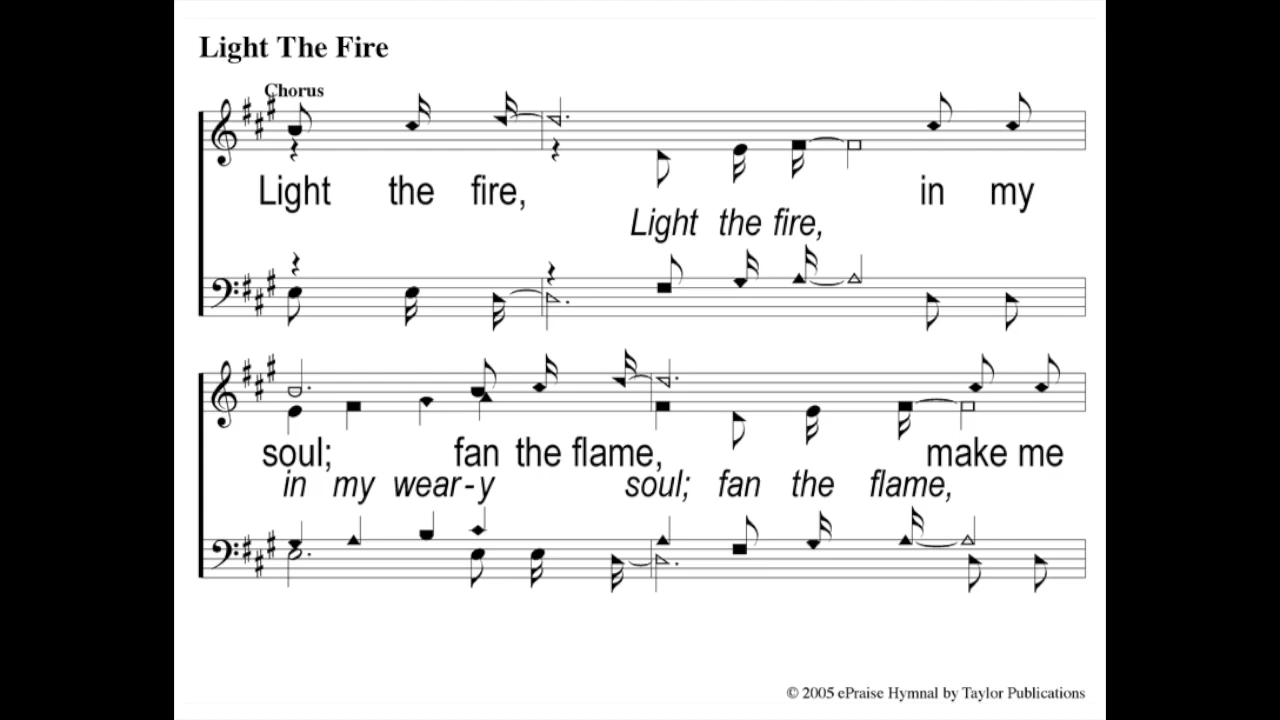 Light The Fire
Chorus
Light the fire, in my
Light the fire,
soul; fan the flame, make me
in my wear-y soul; fan the flame,
© 2005 ePraise Hymnal by Taylor Publications